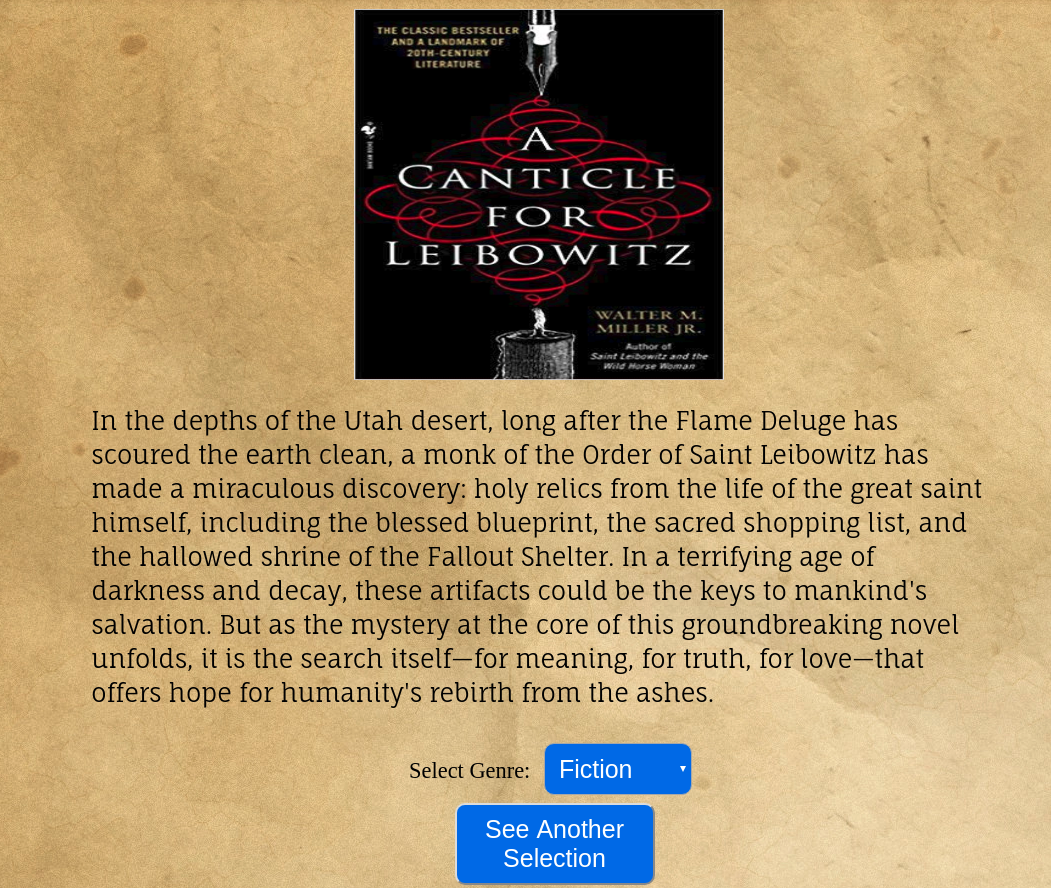 THE CLASSIC BESTSELLER
AND A LANDMARK OF
20TH-CENTURY
LITERATURE
A
CANTICLE
FOR
LEIBOWITZ
WALTER M.
MILLER JR.
Author of
Saint Leibowitz and the
Wild Horse Woman
In the depths of the Utah desert, long after the Flame Deluge has
scoured the earth clean, a monk of the Order of Saint Leibowitz has
made a miraculous discovery: holy relics from the life of the great saint
himself, including the blessed blueprint, the sacred shopping list, and
the hallowed shrine of the Fallout Shelter. In a terrifying age of
darkness and decay, these artifacts could be the keys to mankind's
salvation. But as the mystery at the core of this groundbreaking novel
unfolds, it is the search itself—for meaning, for truth, for love—that
offers hope for humanity's rebirth from the ashes.
Select Genre: Fiction
See Another
Selection